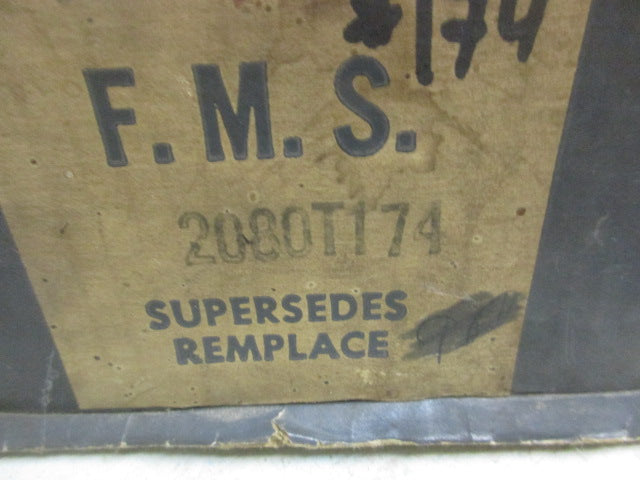 174
F. M. S.
2080T174
SUPERSEDES
REMPLACE